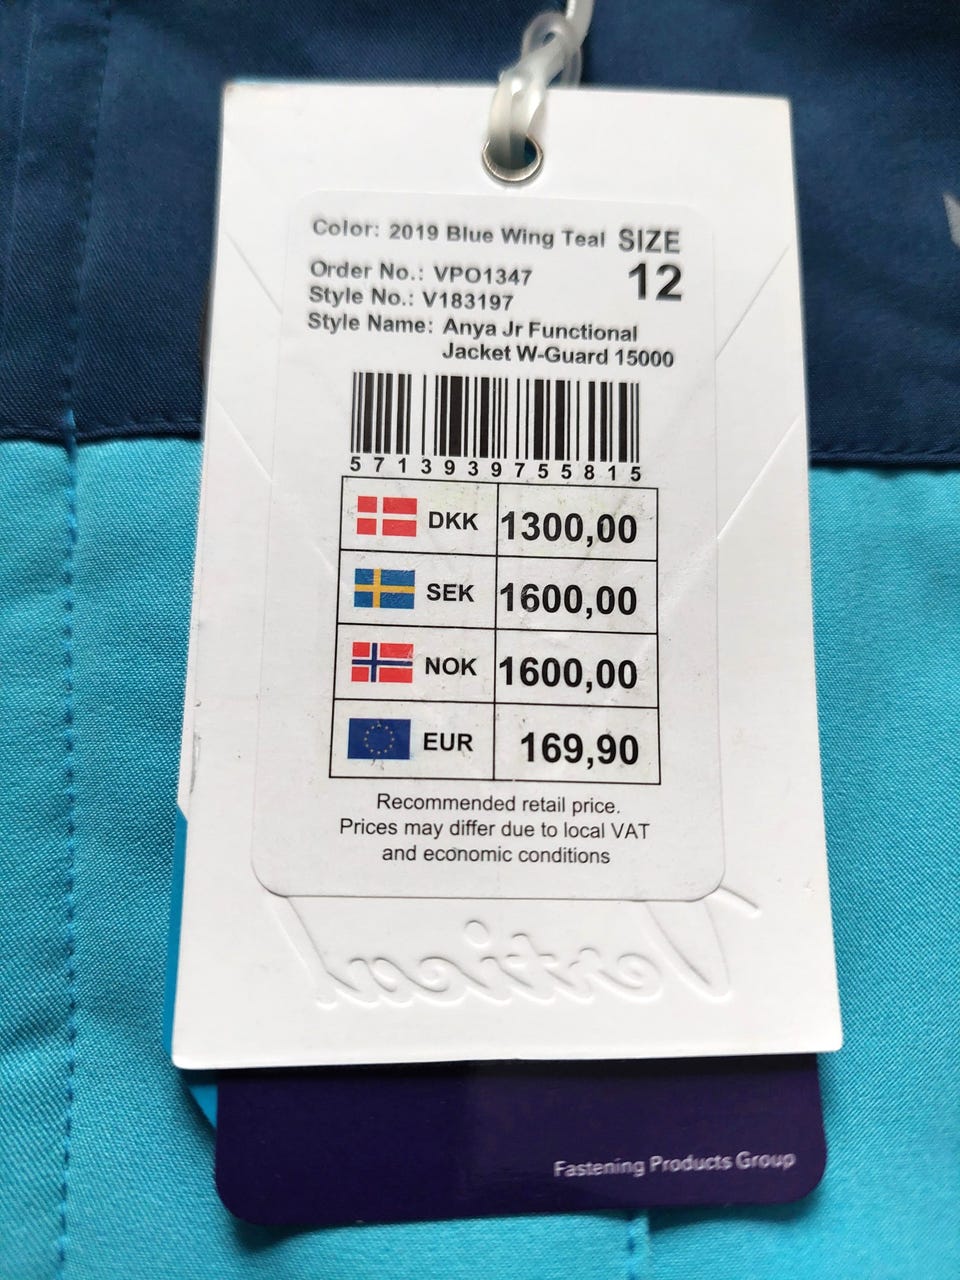 Color: 2019 Blue Wing Teal SIZE
12
Order No.: VPO1347
Style No.: V183197
Style Name: Anya Jr Functional
Jacket W-Guard 15000
5713939755815
DKK 1300,00
SEK 1600,00
NOK 1600,00
EUR 169,90
Recommended retail price.
Prices may differ due to local VAT
and economic conditions
Vertical
Fastening Products Group